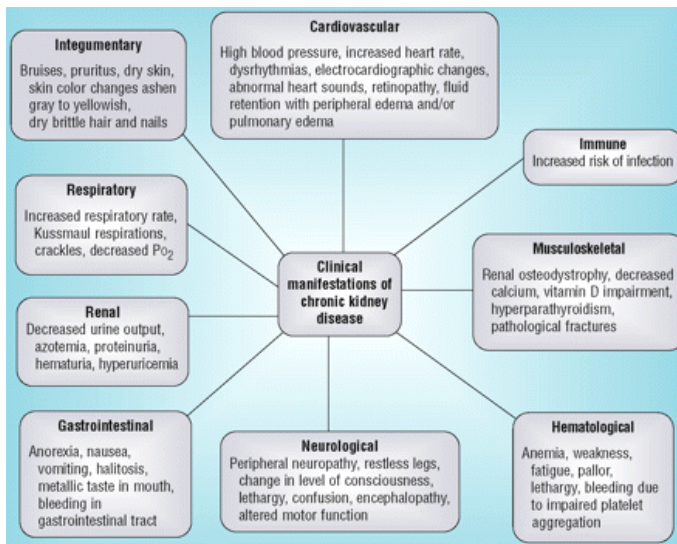 Integumentary
Bruises, pruritus, dry skin,
skin color changes ashen
gray to yellowish,
dry brittle hair and nails
Cardiovascular
High blood pressure, increased heart rate,
dysrhythmias, electrocardiographic changes,
abnormal heart sounds, retinopathy, fluid
retention with peripheral edema and/or
pulmonary edema
Immune
Increased risk of infection
Respiratory
Increased respiratory rate,
Kussmaul respirations,
crackles, decreased PO2
Clinical
manifestations of
chronic kidney
disease
Musculoskeletal
Renal osteodystrophy, decreased
calcium, vitamin D impairment,
hyperparathyroidism,
pathological fractures
Renal
Decreased urine output,
azotemia, proteinuria,
hematuria, hyperuricemia
Gastrointestinal
Anorexia, nausea,
vomiting, halitosis,
metallic taste in mouth,
bleeding in
gastrointestinal tract
Neurological
Peripheral neuropathy, restless legs,
change in level of consciousness,
lethargy, confusion, encephalopathy,
altered motor function
Hematological
Anemia, weakness,
fatigue, pallor,
lethargy, bleeding due
to impaired platelet
aggregation